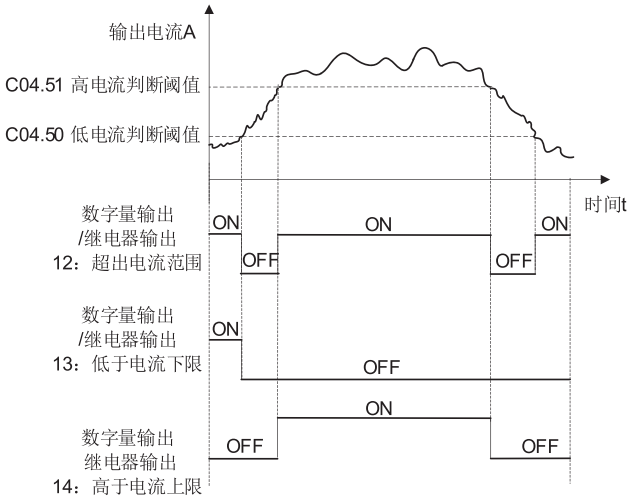 输出电流A
C04.51 高电流判断阈值
C04.50 低电流判断阈值
时间t
数字量输出
/继电器输出
12：超出电流范围
ON
OFF
ON
OFF
ON
数字量输出
/继电器输出
13：低于电流下限
ON
OFF
数字量输出
继电器输出
14：高于电流上限
OFF
ON
OFF